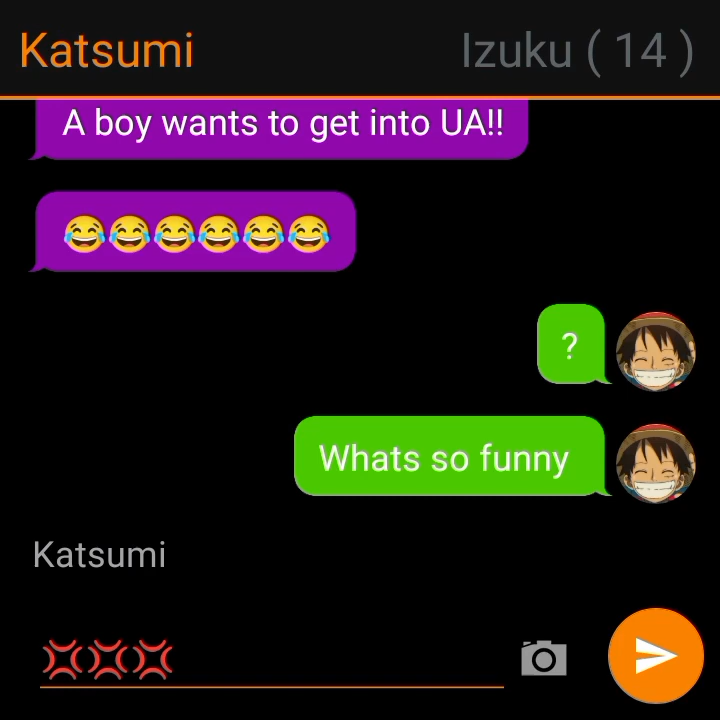 Katsumi Izuku ( 14 )
A boy wants to get into UA!!
😂😂😂😂😂😂
?
Whats so funny
Katsumi
💢💢💢